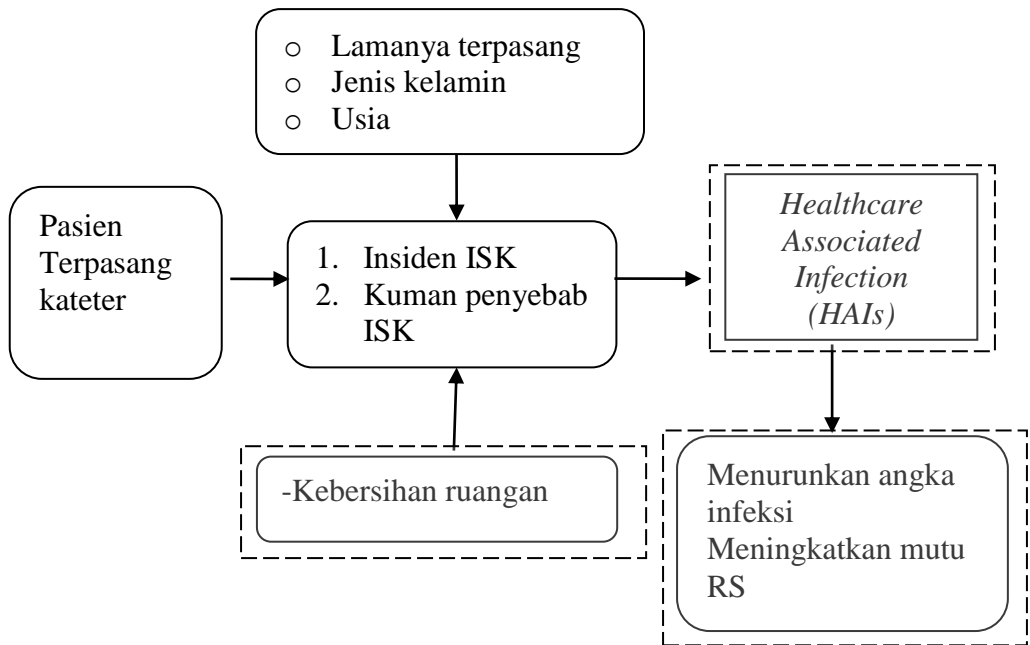 o Lamanya terpasang
o Jenis kelamin
o Usia
Pasien
Terpasang
kateter
1. Insiden ISK
2. Kuman penyebab
ISK
Healthcare
Associated
Infection
(HAIs)
-Kebersihan ruangan
Menurunkan angka
infeksi
Meningkatkan mutu
RS